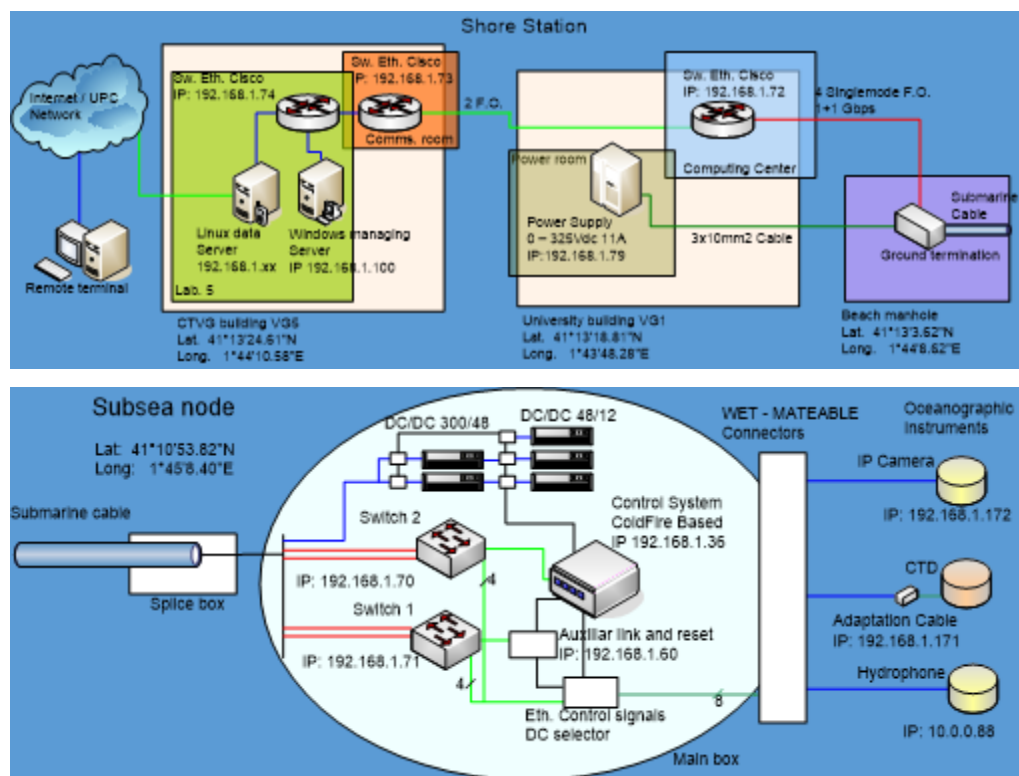 Shore Station
Internet / UPC
Network
Remote terminal
Sw. Eth. Cisco
IP: 192.168.1.74
Sw. Eth. Cisco
IP: 192.168.1.73
Comms. room
2 F.O.
Linux data
Server
192.168.1.xx
Windows managing
Server
IP 192.168.1.100
Lab. 5
CTVG building VG5
Lat. 41°13'24.61"N
Long. 1°44'10.58"E
Sw. Eth. Cisco
IP: 192.168.1.72
Computing Center
4 Singlemode F.O.
1+1 Gbps
Power room
Power Supply
0 – 325Vdc 11A
IP:192.168.1.79
3x10mm2 Cable
University building VG1
Lat. 41°13'18.81"N
Long. 1°43'48.28"E
Submarine
Cable
Ground termination
Beach manhole
Lat. 41°13'3.62"N
Long. 1°44'8.62"E
Subsea node
Lat: 41°10'53.82"N
Long: 1°45'8.40"E
Submarine cable
Splice box
DC/DC 300/48
DC/DC 48/12
Switch 2
IP: 192.168.1.70
4
Switch 1
IP: 192.168.1.71
4
Control System
ColdFire Based
IP 192.168.1.36
Auxiliar link and reset
IP: 192.168.1.60
Eth. Control signals
DC selector
8
Main box
WET - MATEABLE
Connectors
Oceanographic
Instruments
IP Camera
IP: 192.168.1.172
CTD
Adaptation Cable
IP: 192.168.1.171
Hydrophone
IP: 10.0.0.88